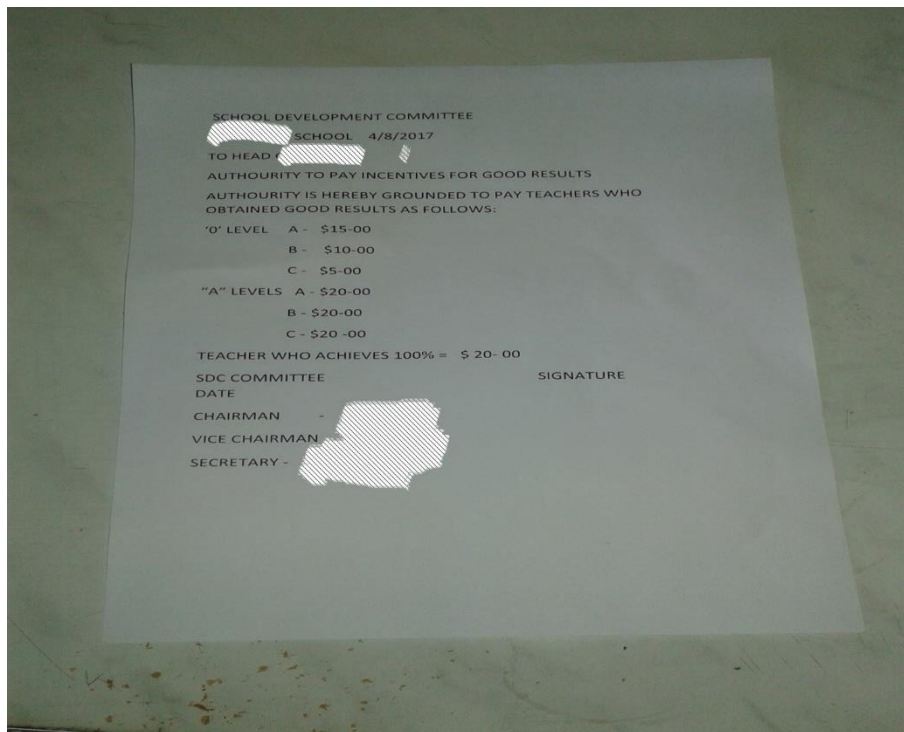 SCHOOL DEVELOPMENT COMMITTEE
SCHOOL 4/8/2017
TO HEAD
AUTHOURITY TO PAY INCENTIVES FOR GOOD RESULTS
AUTHOURITY IS HEREBY GROUNDED TO PAY TEACHERS WHO
OBTAINED GOOD RESULTS AS FOLLOWS:
'0' LEVEL A - $15-00
B - $10-00
C - $5-00
"A" LEVELS A - $20-00
B - $20-00
C - $20 -00
TEACHER WHO ACHIEVES 100% = $ 20- 00
SDC COMMITTEE SIGNATURE
DATE
CHAIRMAN -
VICE CHAIRMAN
SECRETARY -